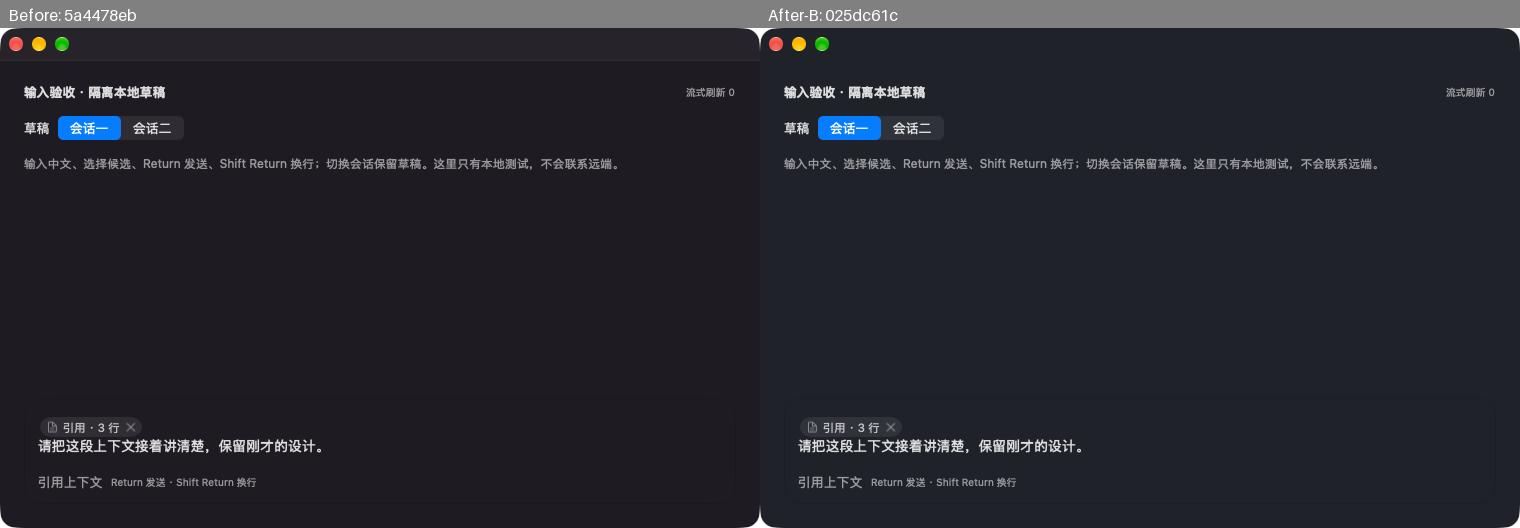 Before: 5a4478eb
After-B: 025dc61c
输入验收 · 隔离本地草稿
流式刷新 0
草稿 会话一 会话二
输入中文、选择候选、Return 发送、Shift Return 换行；切换会话保留草稿。这里只有本地测试，不会联系远端。
引用 · 3 行
请把这段上下文接着讲清楚，保留刚才的设计。
引用上下文 Return 发送 · Shift Return 换行
输入验收 · 隔离本地草稿
流式刷新 0
草稿 会话一 会话二
输入中文、选择候选、Return 发送、Shift Return 换行；切换会话保留草稿。这里只有本地测试，不会联系远端。
引用 · 3 行
请把这段上下文接着讲清楚，保留刚才的设计。
引用上下文 Return 发送 · Shift Return 换行